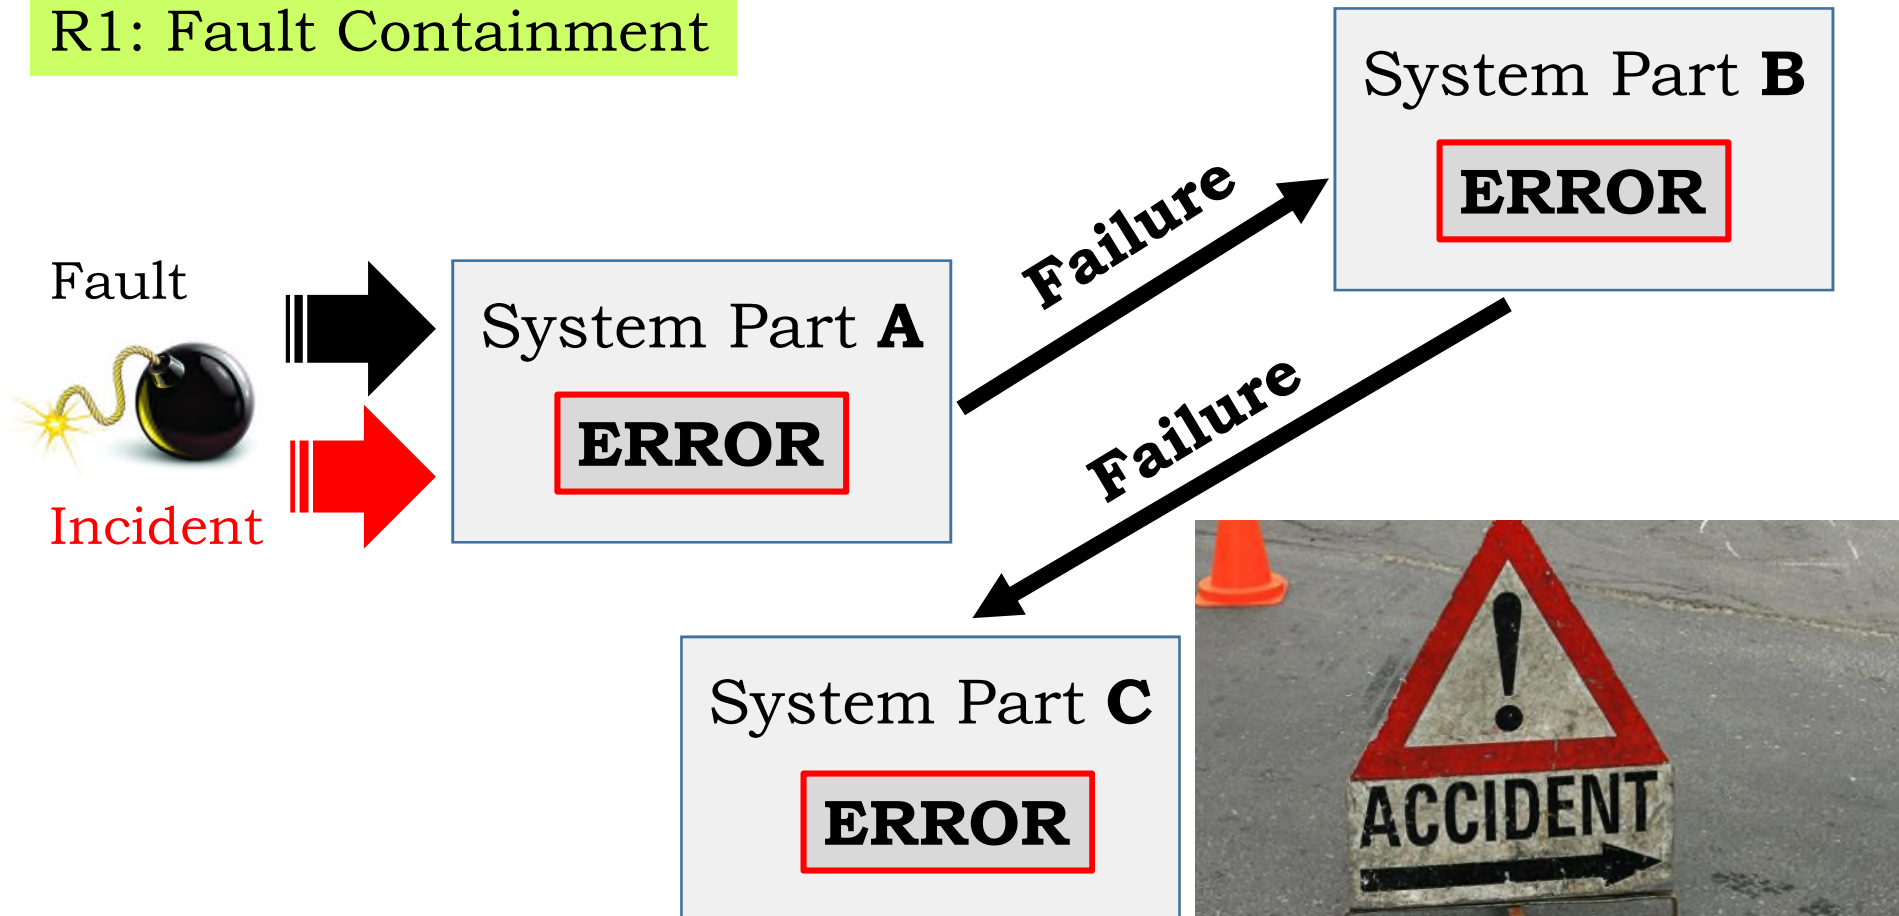 R1: Fault Containment
System Part B
ERROR
Failure
Fault
System Part A
ERROR
Incident
Failure
System Part C
ERROR
ACCIDENT